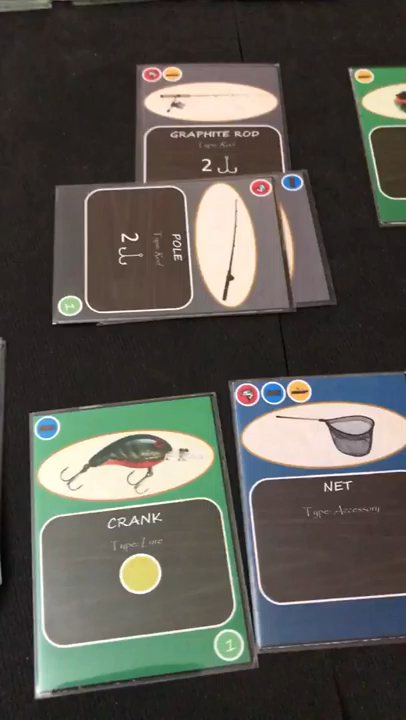 GRAPHITE ROD
Type: Rod
2
POLE
Type: Rod
2
1
CRANK
Type: Lure
1
NET
Type: Accessory